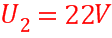 U₂ = 22V